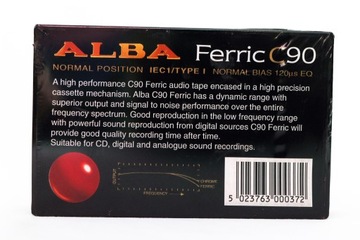 ALBA Ferric C90
NORMAL POSITION IEC1/TYPE I NORMAL BIAS 120µs EQ
A high performance C90 Ferric audio tape encased in a high precision
cassette mechanism. Alba C90 Ferric has a dynamic range with
superior output and signal to noise performance over the entire
frequency spectrum. Good reproduction in the low frequency range
with powerful sound reproduction from digital sources C90 Ferric will
provide good quality recording time after time.
Suitable for CD, digital and analogue sound recordings.
OUTPUT
CHROME
FERRIC
FREQUENCY
5 023763 000372